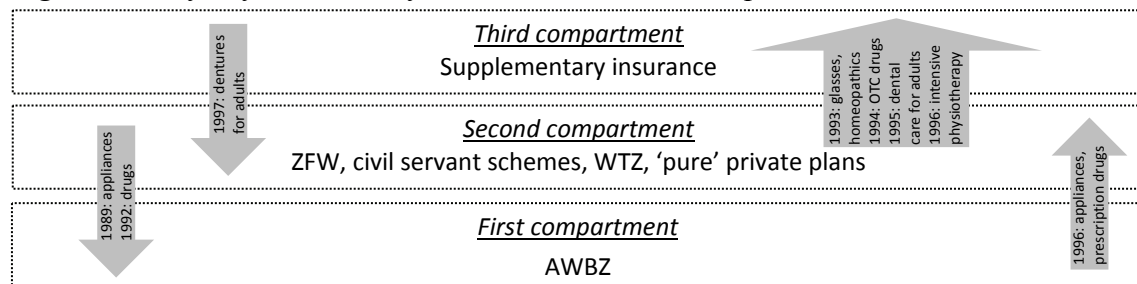 Third compartment
Supplementary insurance
1997: dentures
for adults
1993: glasses,
homeopathics
1994: OTC drugs
1995: dental
care for adults
1996: intensive
physiotherapy
Second compartment
ZFW, civil servant schemes, WTZ, ‘pure’ private plans
1989: appliances
1992: drugs
1996: appliances,
prescription drugs
First compartment
AWBZ